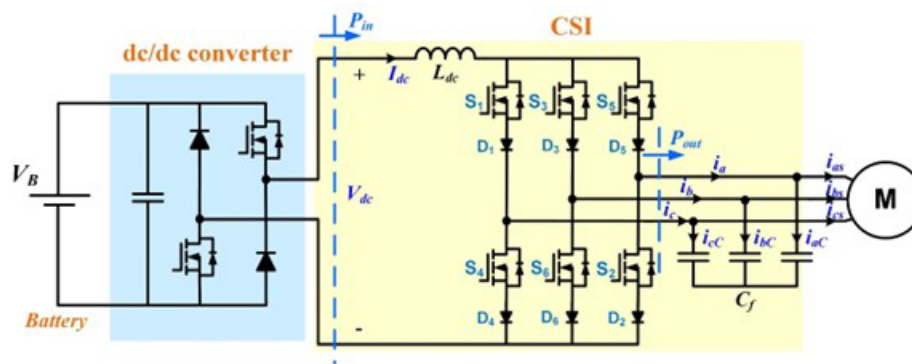 P_in
CSI
dc/dc converter
+
I_dc
L_dc
S_1
S_3
S_5
D_1
D_3
D_5
P_out
V_B
V_dc
i_a
i_as
i_b
i_bs
i_c
i_cs
M
i_cC
i_bC
i_aC
S_4
S_6
S_2
C_f
Battery
-
D_4
D_6
D_2